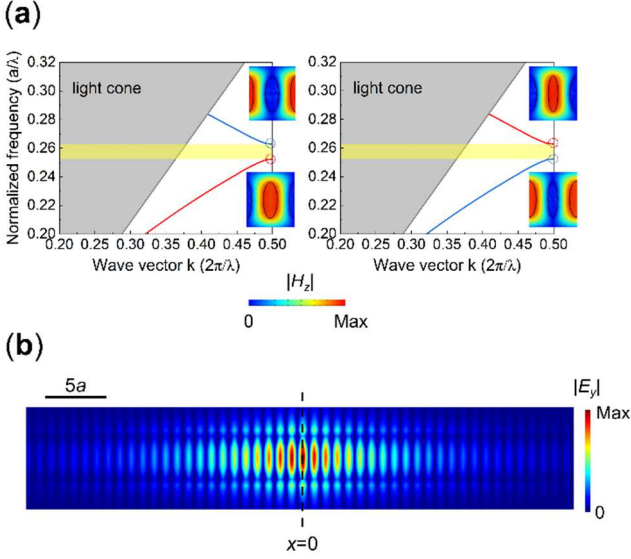 (a)
Normalized frequency (a/λ)
0.32
0.30
0.28
0.26
0.24
0.22
0.20
light cone
0.20 0.25 0.30 0.35 0.40 0.45 0.50
Wave vector k (2π/λ)
0.32
0.30
0.28
0.26
0.24
0.22
0.20
light cone
0.20 0.25 0.30 0.35 0.40 0.45 0.50
Wave vector k (2π/λ)
|Hz|
0 Max
(b)
5a
|Ey|
Max
0
x=0